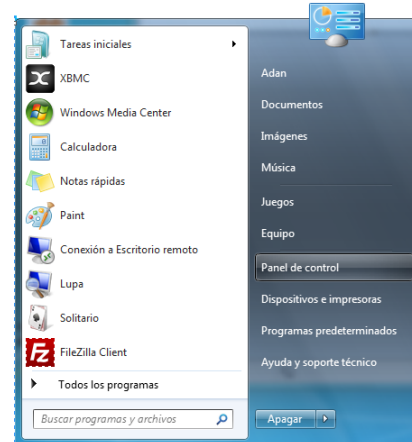 Tareas iniciales
XBMC
Windows Media Center
Calculadora
Notas rápidas
Paint
Conexión a Escritorio remoto
Lupa
Solitario
FileZilla Client
Todos los programas
Buscar programas y archivos
Adan
Documentos
Imágenes
Música
Juegos
Equipo
Panel de control
Dispositivos e impresoras
Programas predeterminados
Ayuda y soporte técnico
Apagar